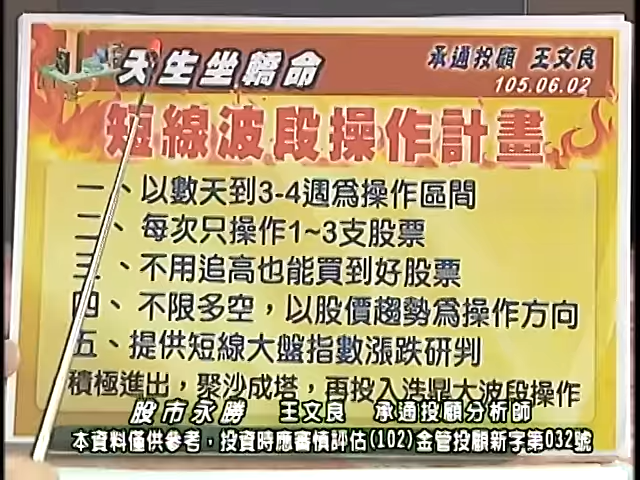 天生坐轎命
承通投顧 王文良
105.06.02
短線波段操作計畫
一、以數天到3-4週為操作區間
二、每次只操作1~3支股票
三、不用追高也能買到好股票
四、不限多空，以股價趨勢為操作方向
五、提供短線大盤指數漲跌研判
積極進出，聚沙成塔，再投入浩鼎大波段操作
股市永勝 王文良 承通投顧分析師
本資料僅供參考，投資時應審慎評估(102)金管投顧新字第032號